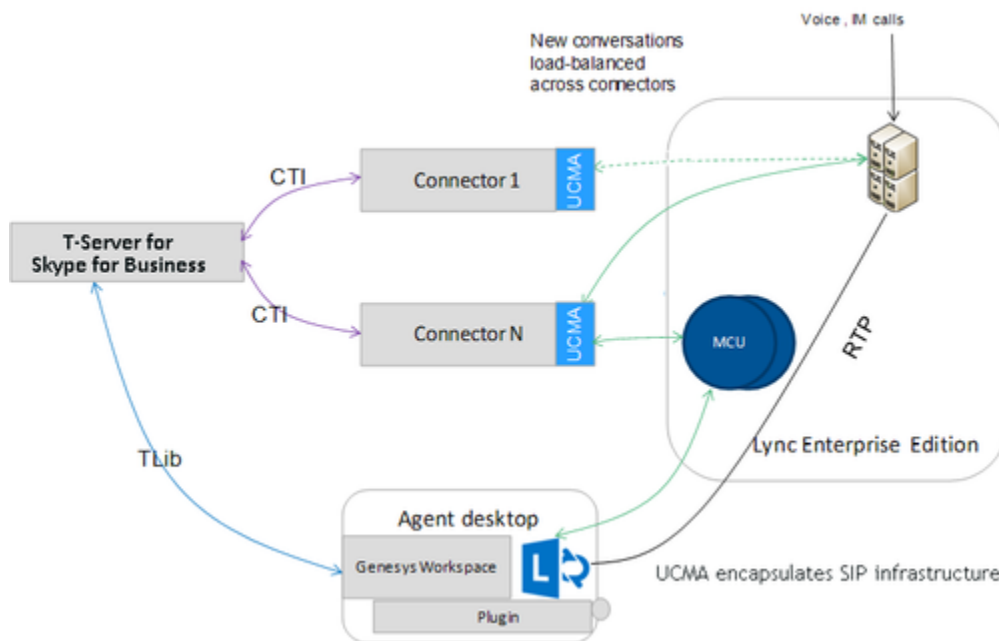 Voice , IM calls
New conversations
load-balanced
across connectors
CTI
Connector 1
UCMA
T-Server for
Skype for Business
CTI
Connector N
UCMA
MCU
RTP
Lync Enterprise Edition
TLib
Agent desktop
Genesys Workspace
L
Plugin
UCMA encapsulates SIP infrastructure